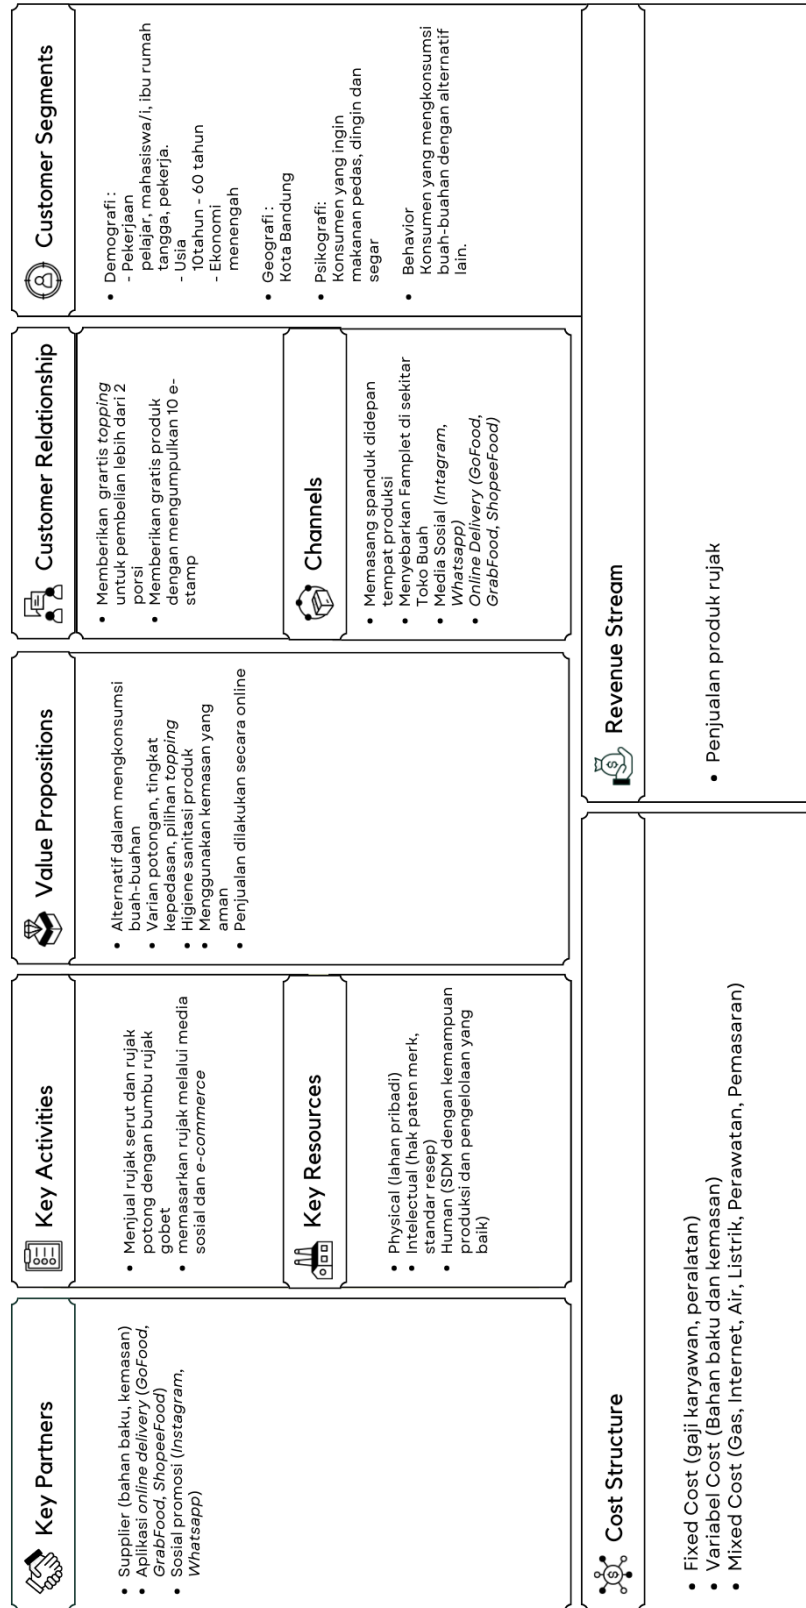 Key Partners
Supplier (bahan baku, kemasan)
Aplikasi online delivery (GoFood,
GrabFood, ShopeeFood)
Sosial promosi (Instagram,
Whatsapp)
Key Activities
Menjual rujak serut dan rujak
potong dengan bumbu rujak
gobet
memasarkan rujak melalui media
sosial dan e-commerce
Key Resources
Physical (lahan pribadi)
Intelectual (hak paten merk,
standar resep)
Human (SDM dengan kemampuan
produksi dan pengelolaan yang
baik)
Value Propositions
Alternatif dalam mengkonsumsi
buah-buahan
Varian potongan, tingkat
kepedasan, pilihan topping
Higiene sanitasi produk
Menggunakan kemasan yang
aman
Penjualan dilakukan secara online
Customer Relationship
Memberikan grartis topping
untuk pembelian lebih dari 2
porsi
Memberikan gratis produk
dengan mengumpulkan 10 e-
stamp
Channels
Memasang spanduk didepan
tempat produksi
Menyebarkan Famplet di sekitar
Toko Buah
Media Sosial (Intagram,
Whatsapp)
Online Delivery (GoFood,
GrabFood, ShopeeFood)
Customer Segments
Demografi :
- Pekerjaan
pelajar, mahasiswa/i, ibu rumah
tangga, pekerja.
- Usia
10tahun - 60 tahun
- Ekonomi
menengah
Geografi :
Kota Bandung
Psikografi:
Konsumen yang ingin
makanan pedas, dingin dan
segar
Behavior
Konsumen yang mengkonsumsi
buah-buahan dengan alternatif
lain.
Cost Structure
Fixed Cost (gaji karyawan, peralatan)
Variabel Cost (Bahan baku dan kemasan)
Mixed Cost (Gas, Internet, Air, Listrik, Perawatan, Pemasaran)
Revenue Stream
Penjualan produk rujak